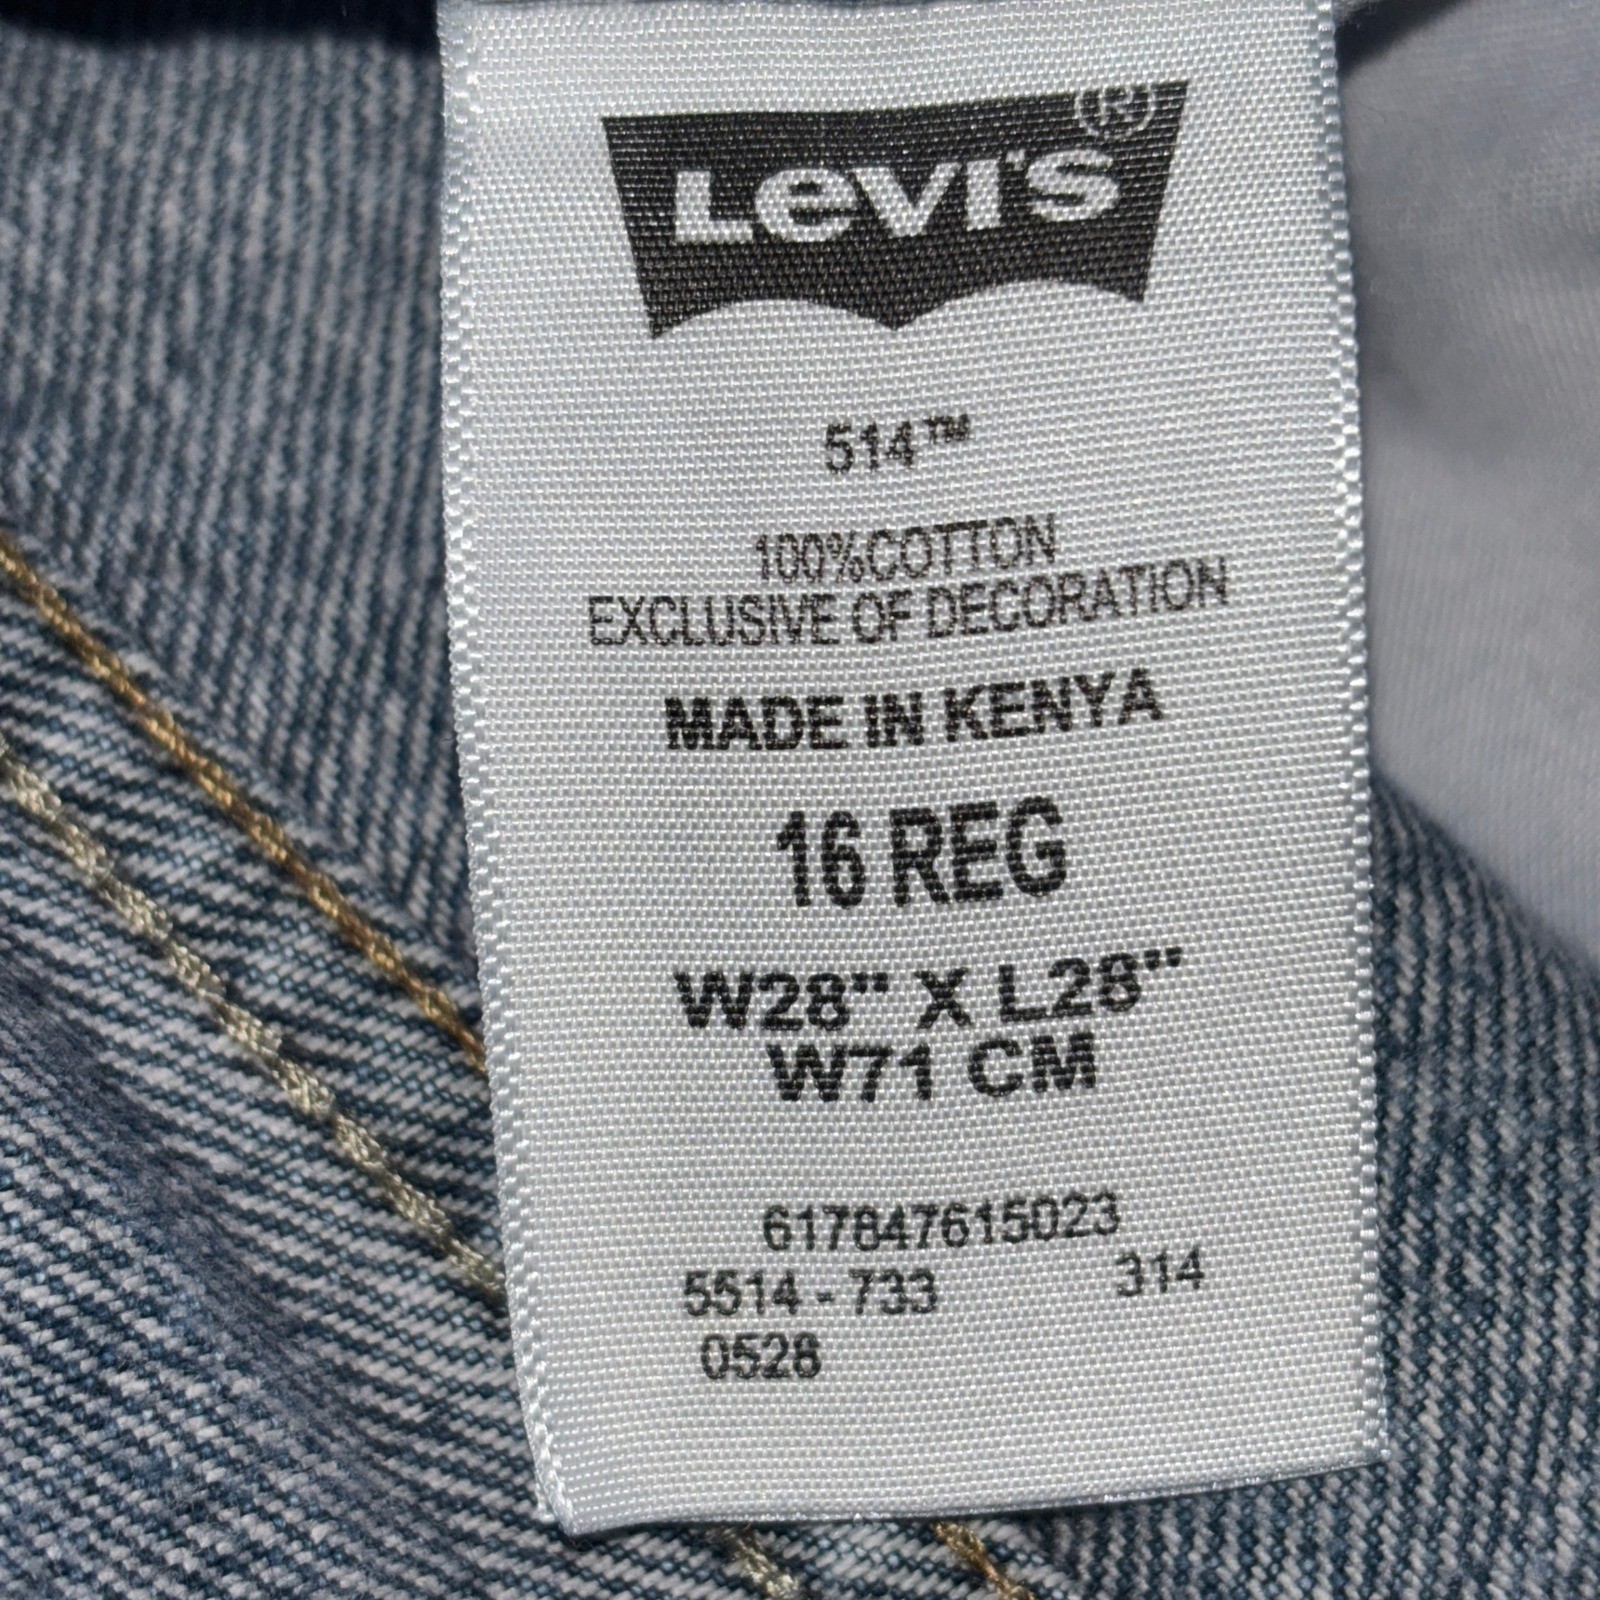 LEVI'S®
514™
100%COTTON
EXCLUSIVE OF DECORATION
MADE IN KENYA
16 REG
W28" X L28"
W71 CM
617847615023
5514 - 733 314
0528